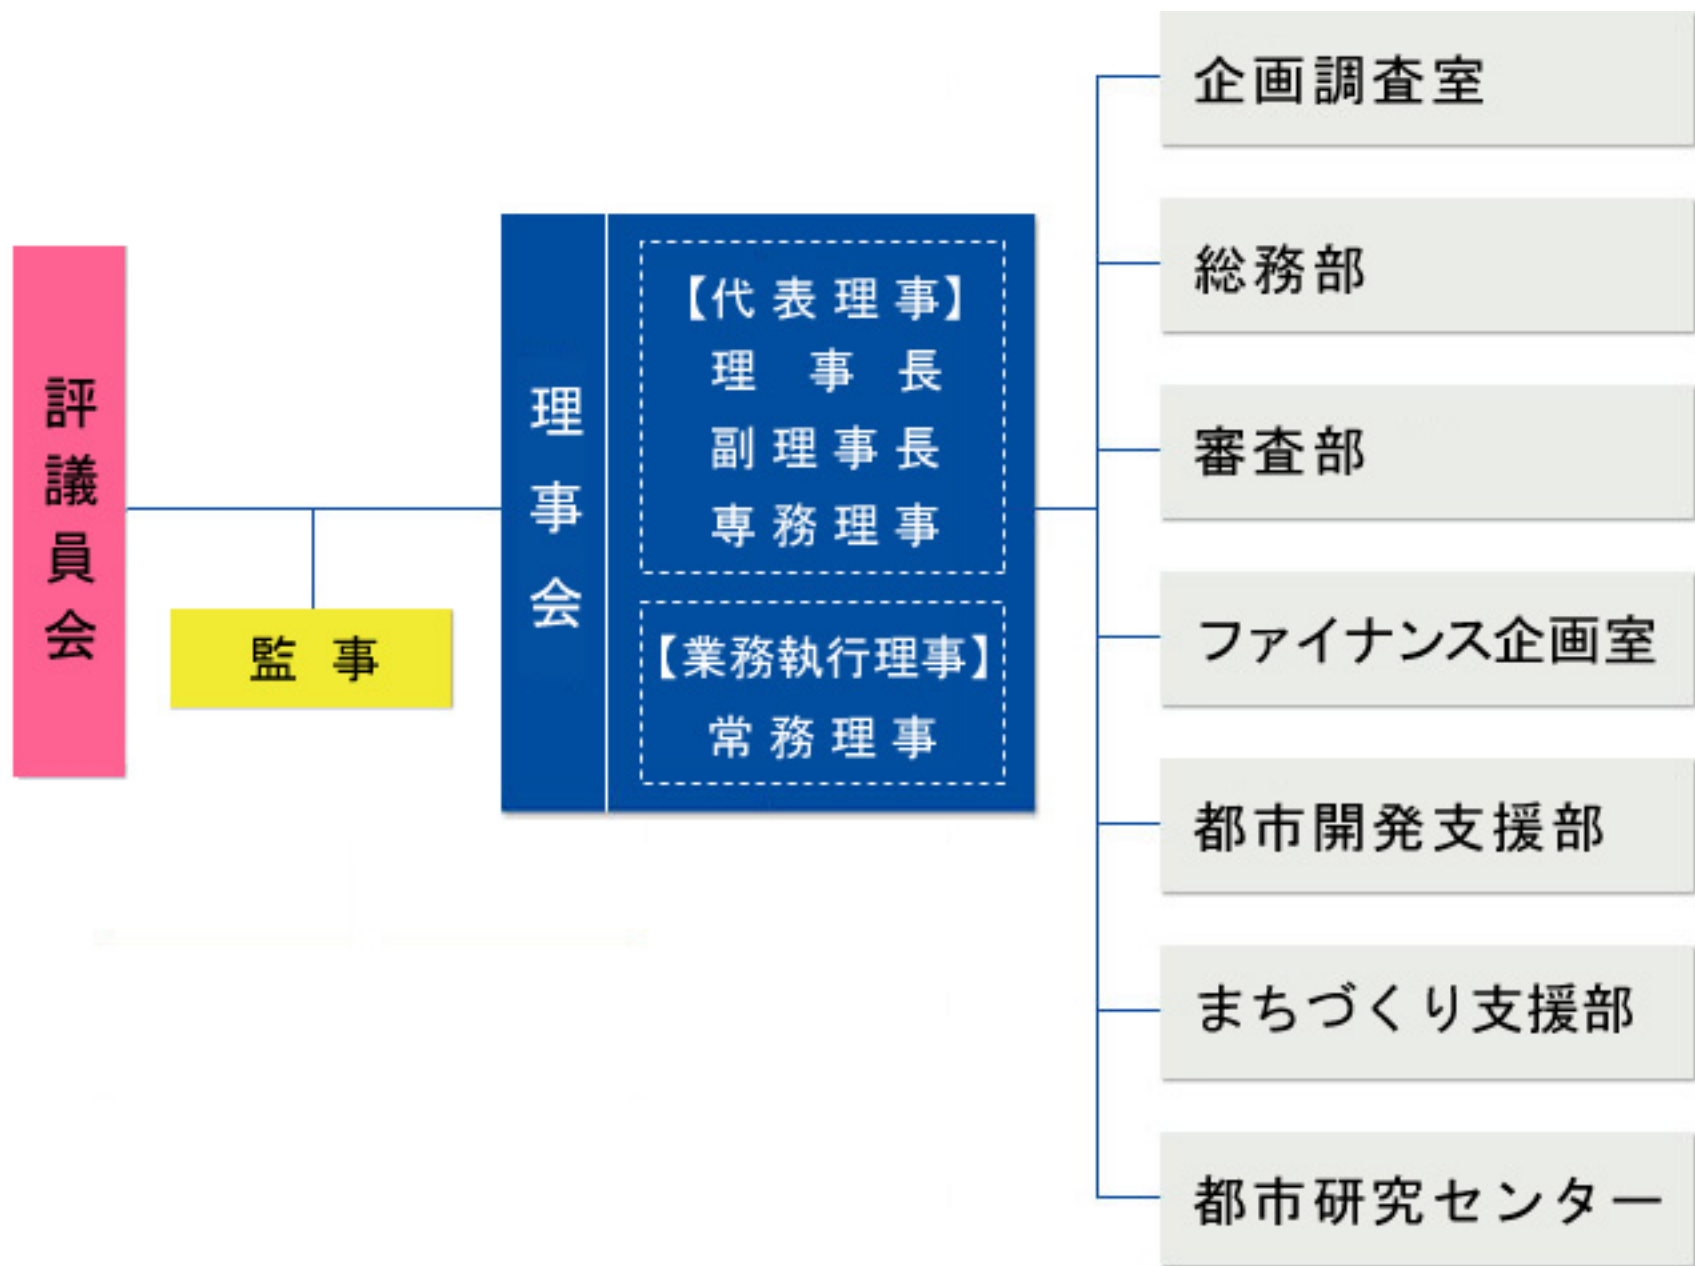 評議員会
監事
理事会
【代表理事】
理事長
副理事長
専務理事
【業務執行理事】
常務理事
企画調査室
総務部
審査部
ファイナンス企画室
都市開発支援部
まちづくり支援部
都市研究センター